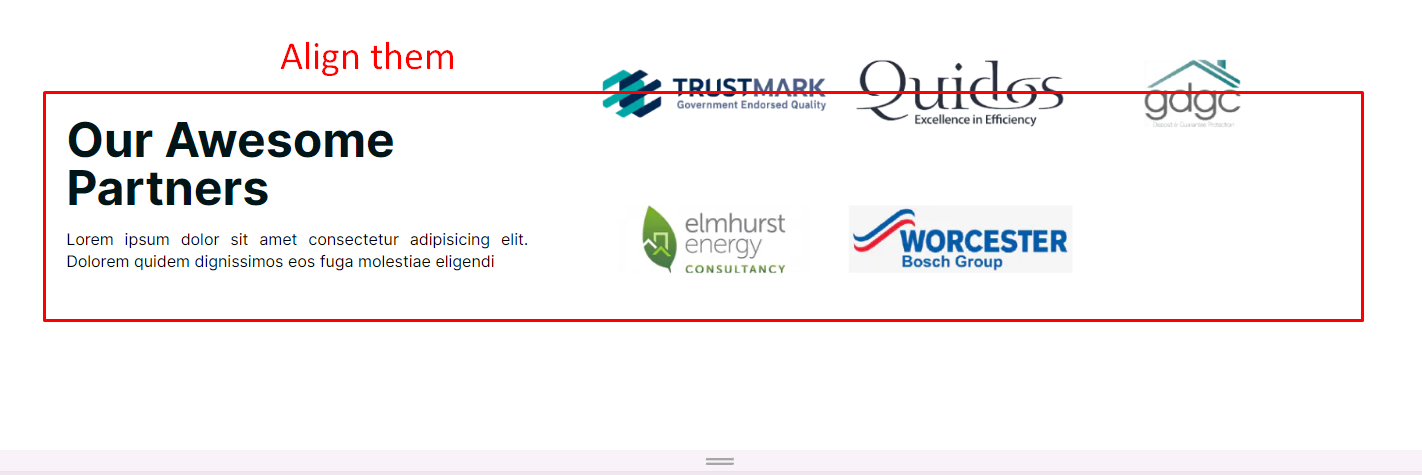 Align them
TRUSTMARK
Government Endorsed Quality
Quidos
Excellence in Efficiency
gdgc
Our Awesome
Partners
Lorem ipsum dolor sit amet consectetur adipisicing elit.
Dolorem quidem dignissimos eos fuga molestiae eligendi
elmhurst
energy
CONSULTANCY
WORCESTER
Bosch Group